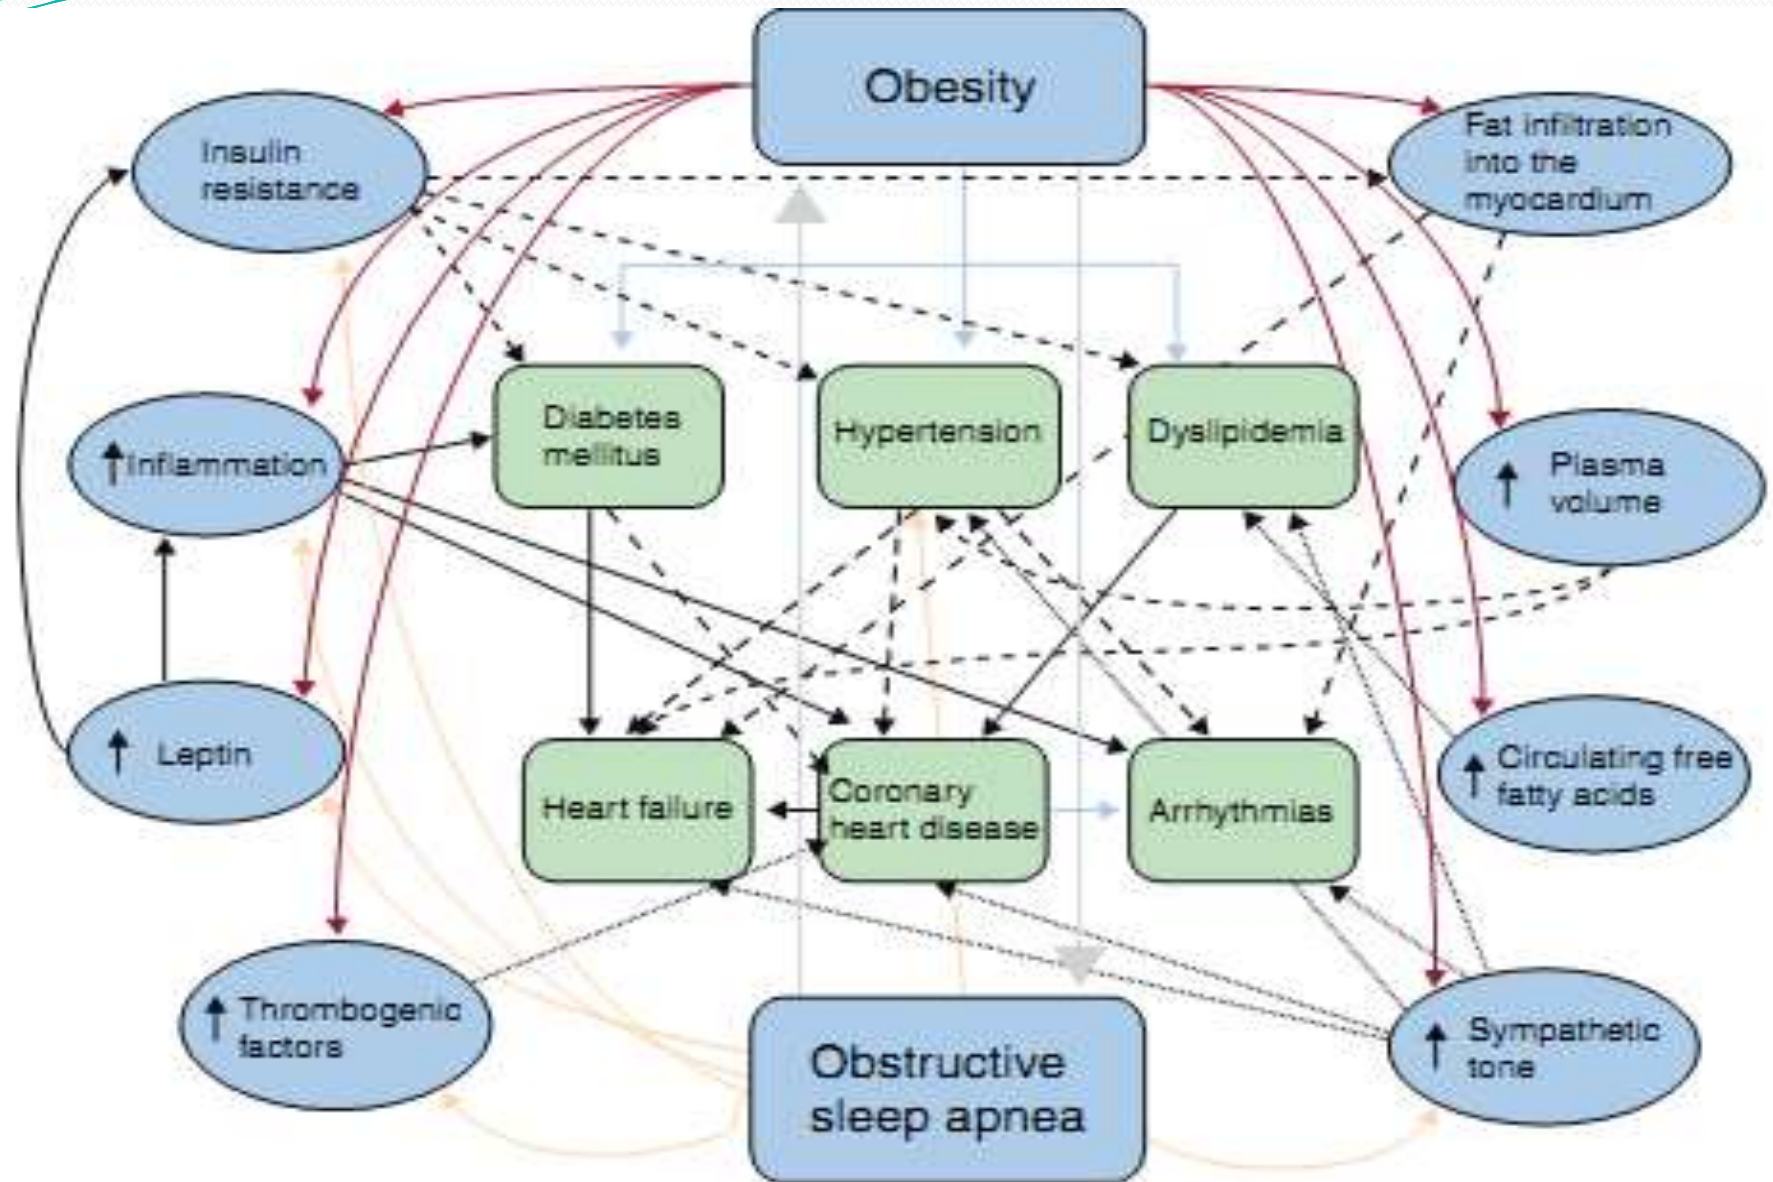 Obesity
Insulin
resistance
Fat infiltration
into the
myocardium
Diabetes
mellitus
Hypertension
Dyslipidemia
↑Inflammation
↑ Plasma
volume
↑ Leptin
Heart failure
Coronary
heart disease
Arrhythmias
↑ Circulating free
fatty acids
↑ Thrombogenic
factors
Obstructive
sleep apnea
↑ Sympathetic
tone